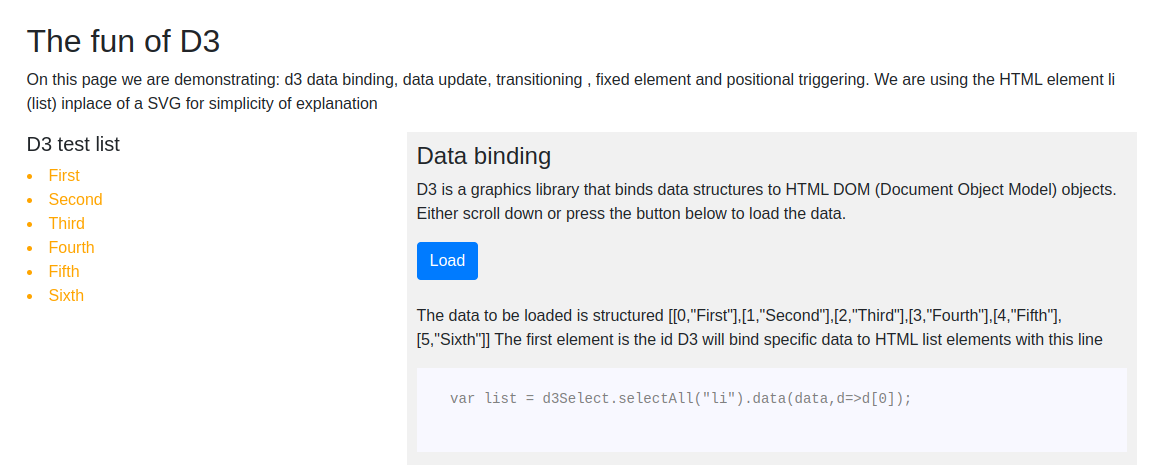 The fun of D3
On this page we are demonstrating: d3 data binding, data update, transitioning , fixed element and positional triggering. We are using the HTML element li
(list) inplace of a SVG for simplicity of explanation
D3 test list
First
Second
Third
Fourth
Fifth
Sixth
Data binding
D3 is a graphics library that binds data structures to HTML DOM (Document Object Model) objects.
Either scroll down or press the button below to load the data.
Load
The data to be loaded is structured [[0,"First"],[1,"Second"],[2,"Third"],[3,"Fourth"],[4,"Fifth"],
[5,"Sixth"]] The first element is the id D3 will bind specific data to HTML list elements with this line
var list = d3Select.selectAll("li").data(data,d=>d[0]);